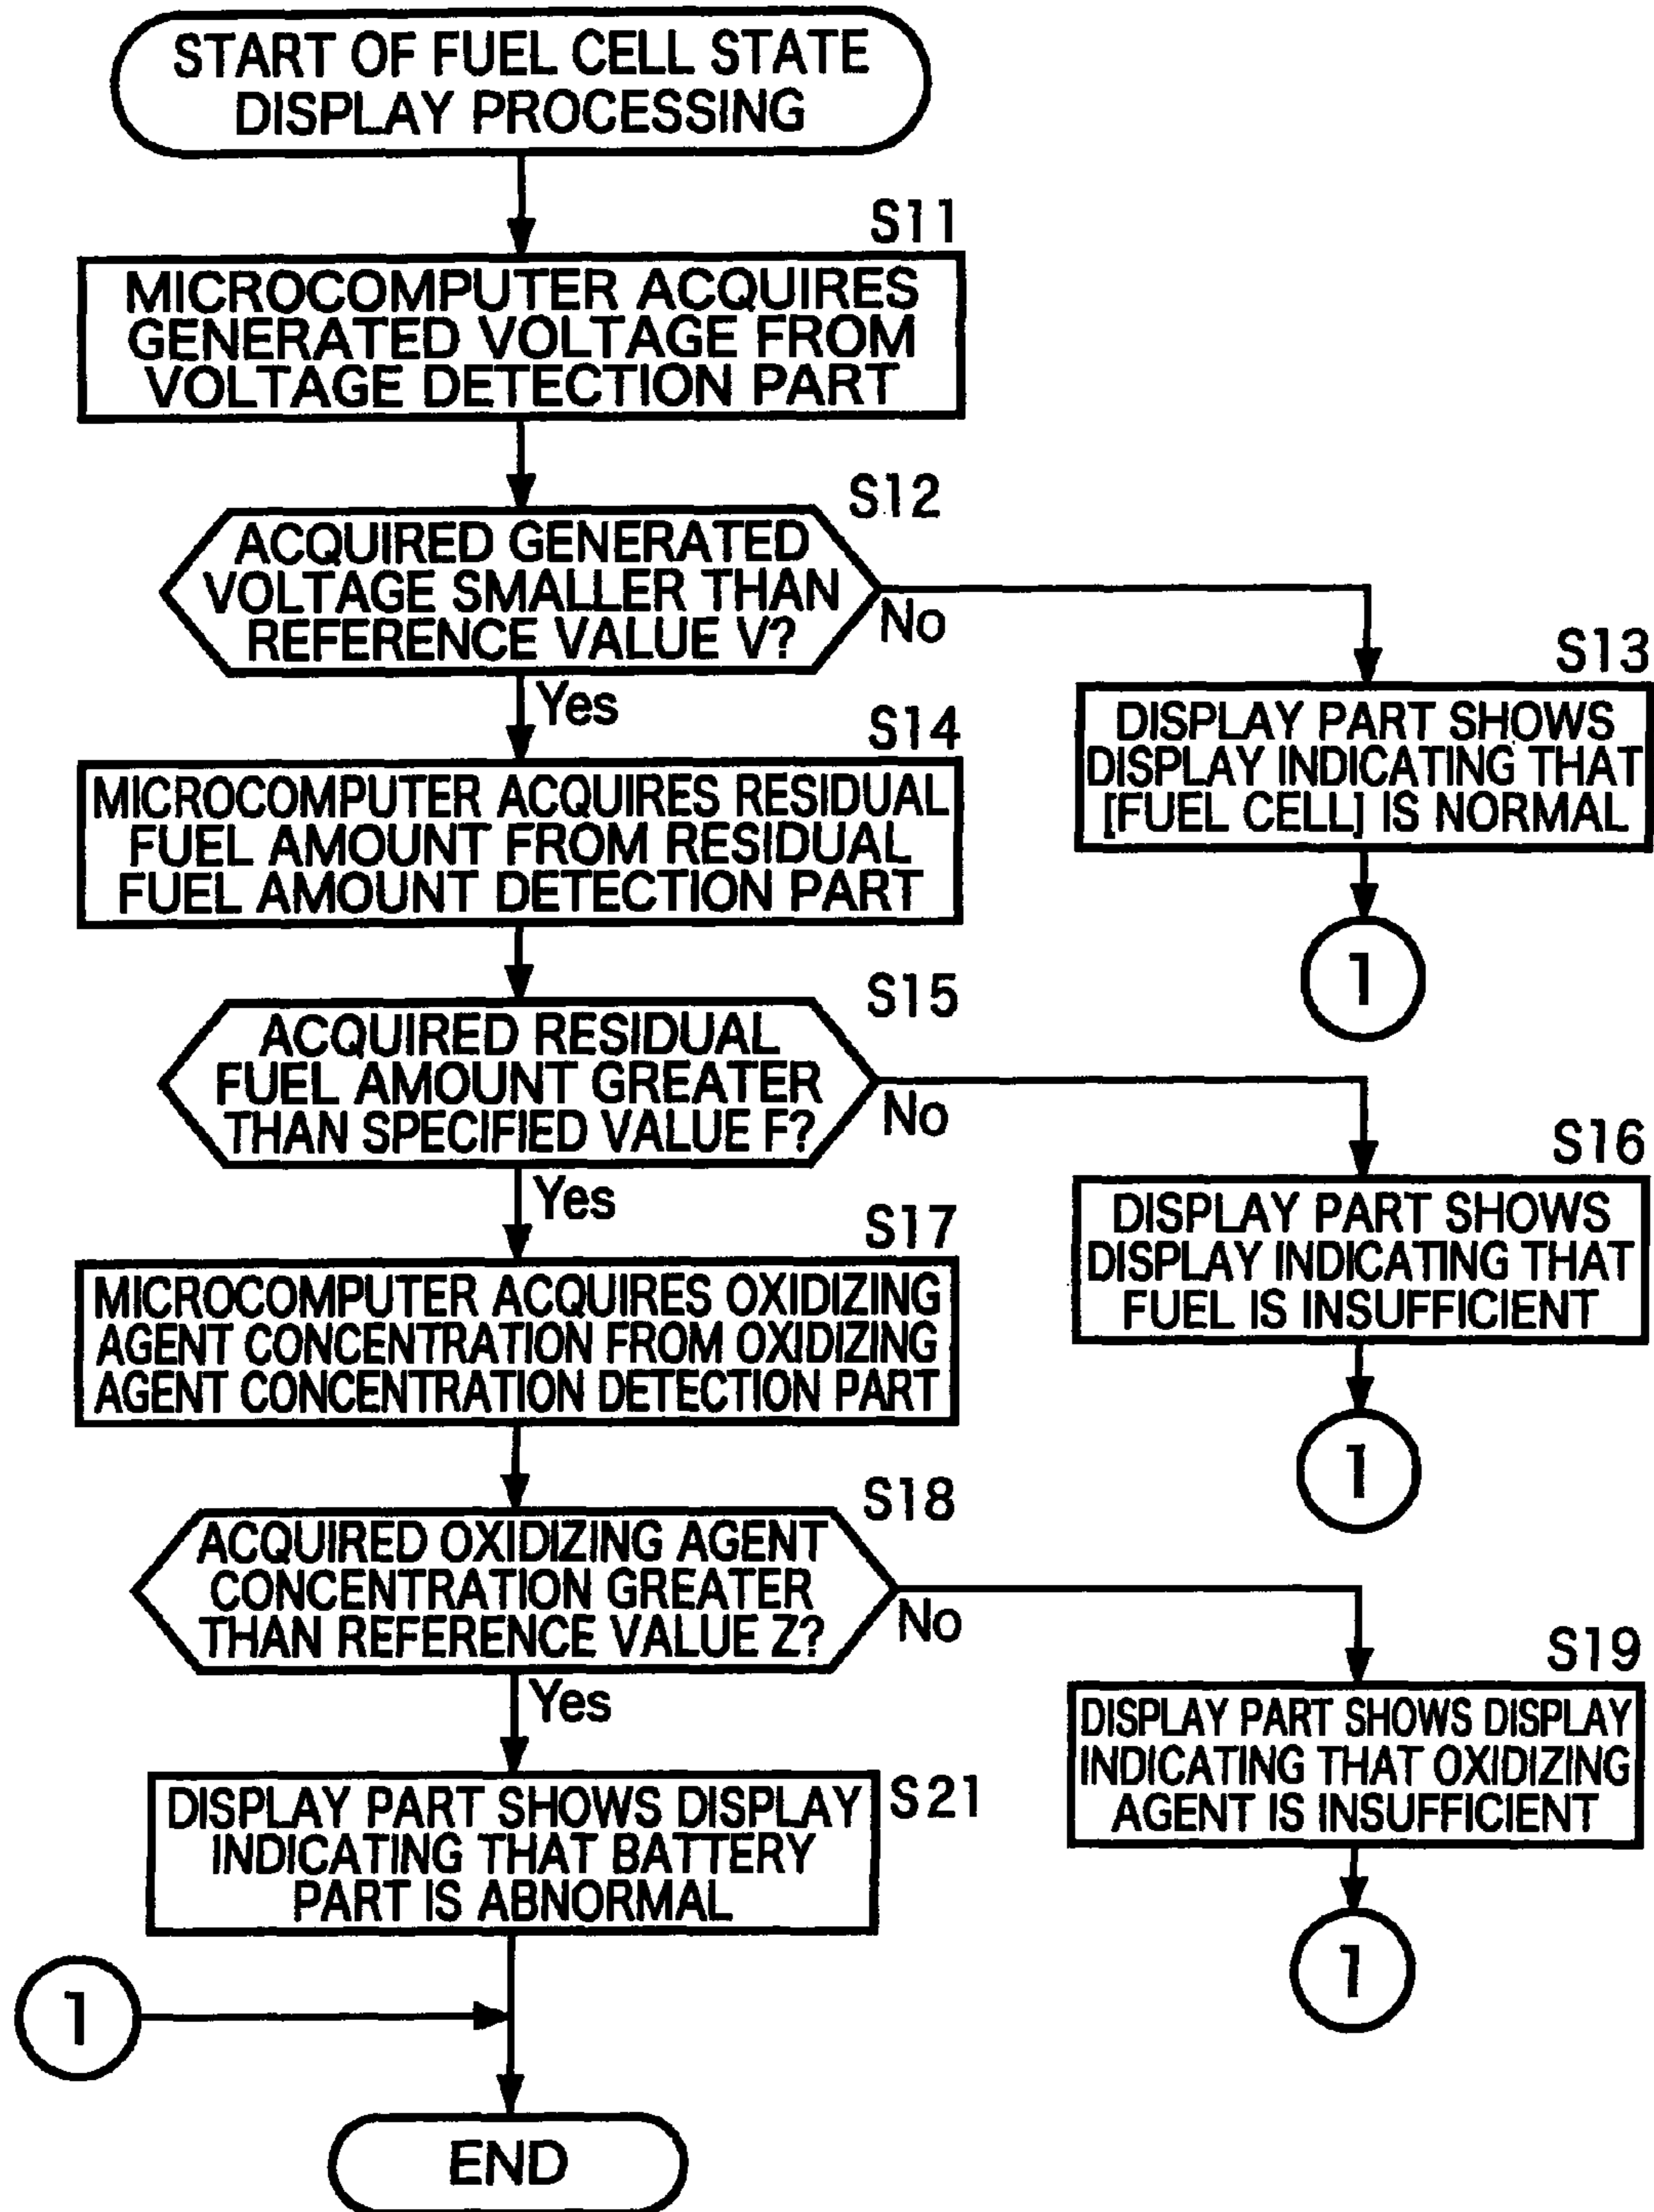 START OF FUEL CELL STATE
DISPLAY PROCESSING
S11
MICROCOMPUTER ACQUIRES
GENERATED VOLTAGE FROM
VOLTAGE DETECTION PART
S12
ACQUIRED GENERATED
VOLTAGE SMALLER THAN
REFERENCE VALUE V?
No
Yes
S13
DISPLAY PART SHOWS
DISPLAY INDICATING THAT
[FUEL CELL] IS NORMAL
1
S14
MICROCOMPUTER ACQUIRES RESIDUAL
FUEL AMOUNT FROM RESIDUAL
FUEL AMOUNT DETECTION PART
S15
ACQUIRED RESIDUAL
FUEL AMOUNT GREATER
THAN SPECIFIED VALUE F?
No
Yes
S16
DISPLAY PART SHOWS
DISPLAY INDICATING THAT
FUEL IS INSUFFICIENT
1
S17
MICROCOMPUTER ACQUIRES OXIDIZING
AGENT CONCENTRATION FROM OXIDIZING
AGENT CONCENTRATION DETECTION PART
S18
ACQUIRED OXIDIZING AGENT
CONCENTRATION GREATER
THAN REFERENCE VALUE Z?
No
Yes
S19
DISPLAY PART SHOWS DISPLAY
INDICATING THAT OXIDIZING
AGENT IS INSUFFICIENT
1
S21
DISPLAY PART SHOWS DISPLAY
INDICATING THAT BATTERY
PART IS ABNORMAL
1
END